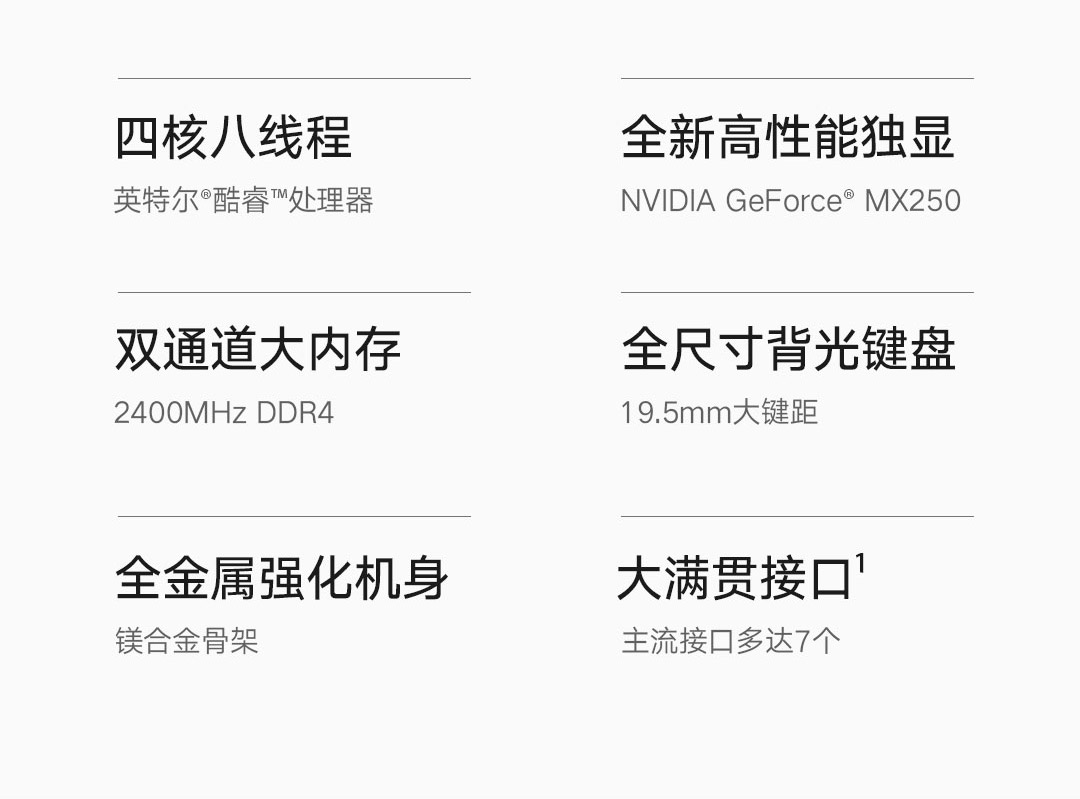 四核八线程
英特尔®酷睿™处理器
全新高性能独显
NVIDIA GeForce® MX250
双通道大内存
2400MHz DDR4
全尺寸背光键盘
19.5mm大键距
全金属强化机身
镁合金骨架
大满贯接口¹
主流接口多达7个